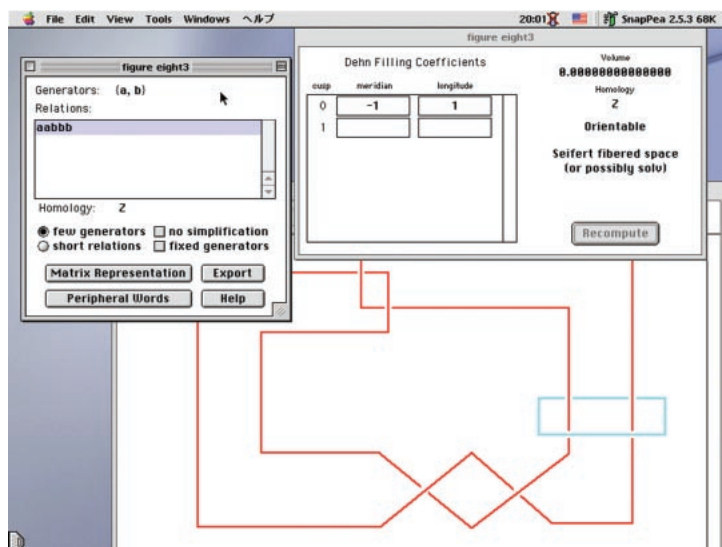 File Edit View Tools Windows ヘルプ 20:01 SnapPea 2.5.3 68K
figure eight3
Dehn Filling Coefficients
cusp meridian longitude
0 -1 1
1
Volume
0.00000000000000
Homology
Z
Orientable
Seifert fibered space
(or possibly solv)
Recompute
figure eight3
Generators: {a, b}
Relations:
aabbb
Homology: Z
few generators no simplification
short relations fixed generators
Matrix Representation Export
Peripheral Words Help